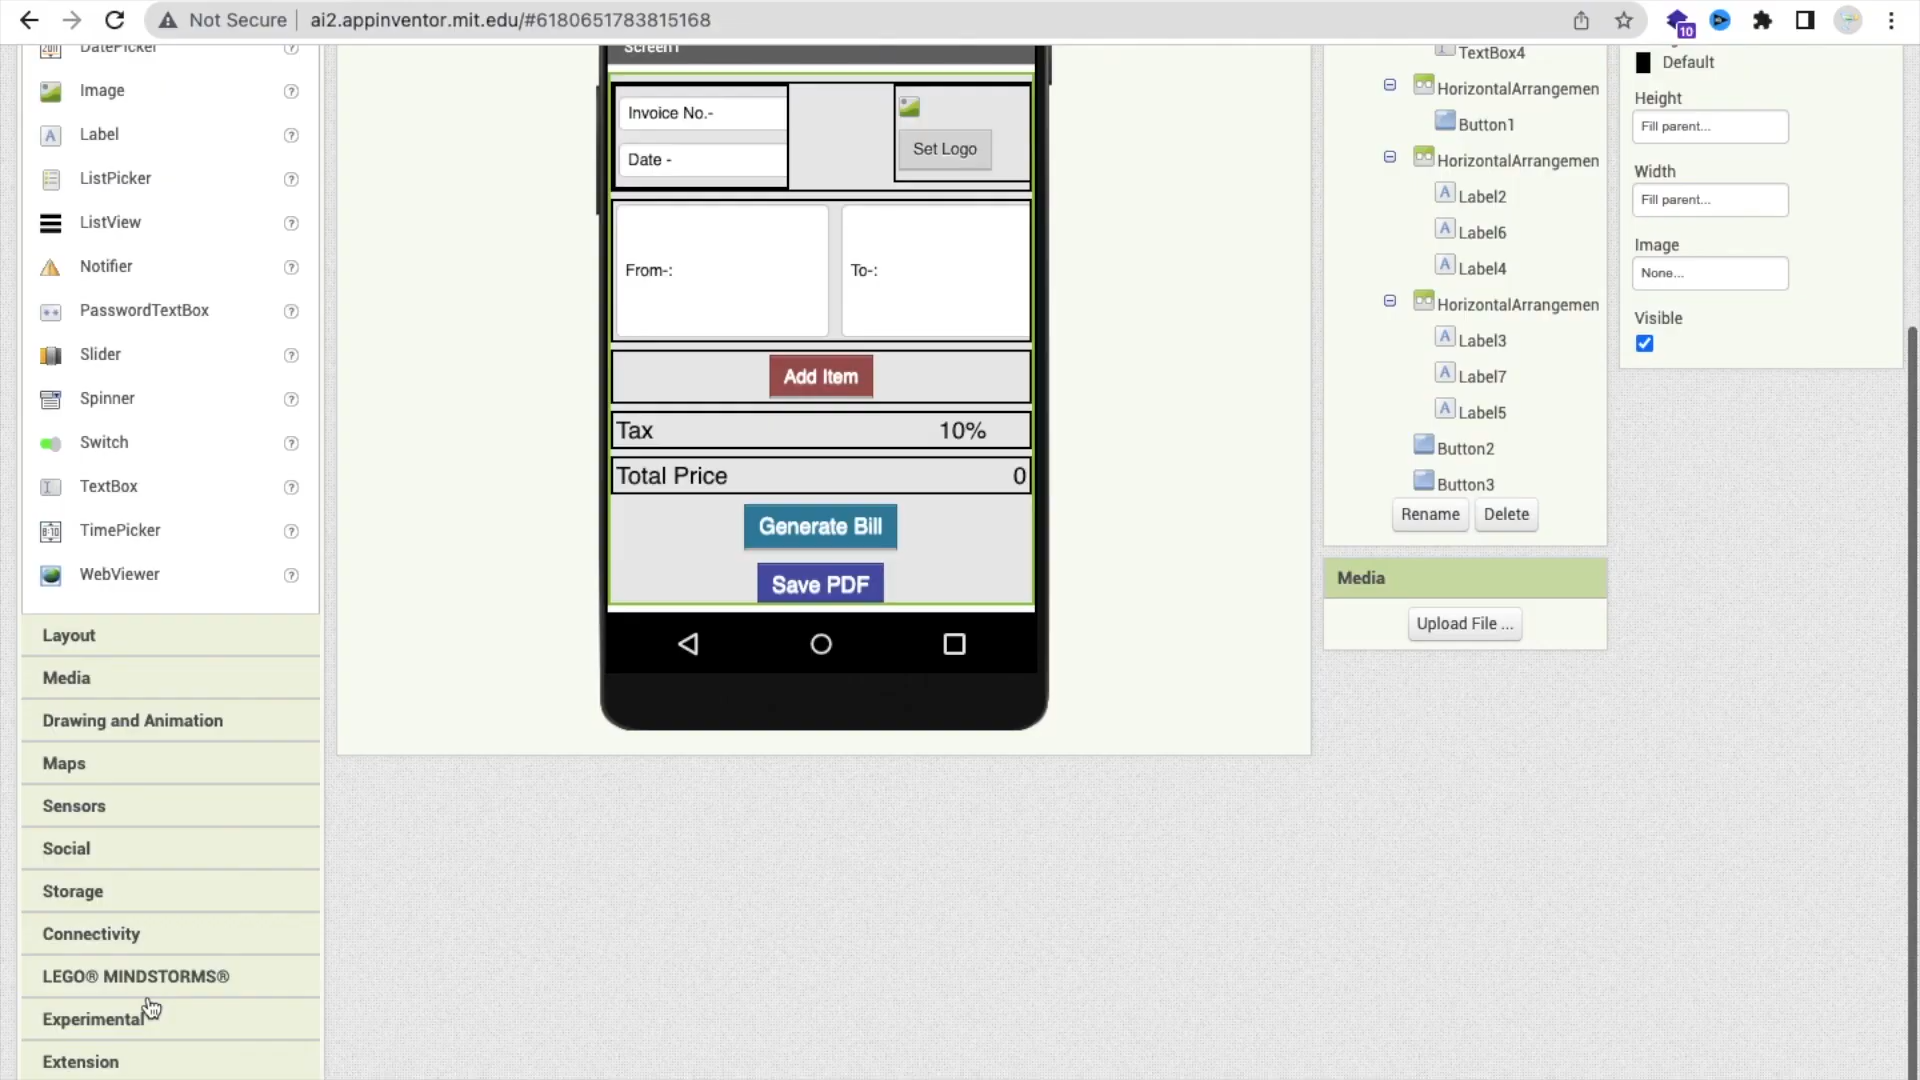 Not Secure
ai2.appinventor.mit.edu/#6180651783815168
10
DatePicker
?
Image
?
Label
?
ListPicker
?
ListView
?
Notifier
?
PasswordTextBox
?
Slider
?
Spinner
?
Switch
?
TextBox
?
TimePicker
?
WebViewer
?
Layout
Media
Drawing and Animation
Maps
Sensors
Social
Storage
Connectivity
LEGO® MINDSTORMS®
Experimental
Extension
Screen1
Invoice No.-
Date -
Set Logo
From-:
To-:
Add Item
Tax
10%
Total Price
0
Generate Bill
Save PDF
TextBox4
HorizontalArrangemen
Button1
HorizontalArrangemen
Label2
Label6
Label4
HorizontalArrangemen
Label3
Label7
Label5
Button2
Button3
Rename
Delete
Media
Upload File ...
Default
Height
Fill parent...
Width
Fill parent...
Image
None...
Visible